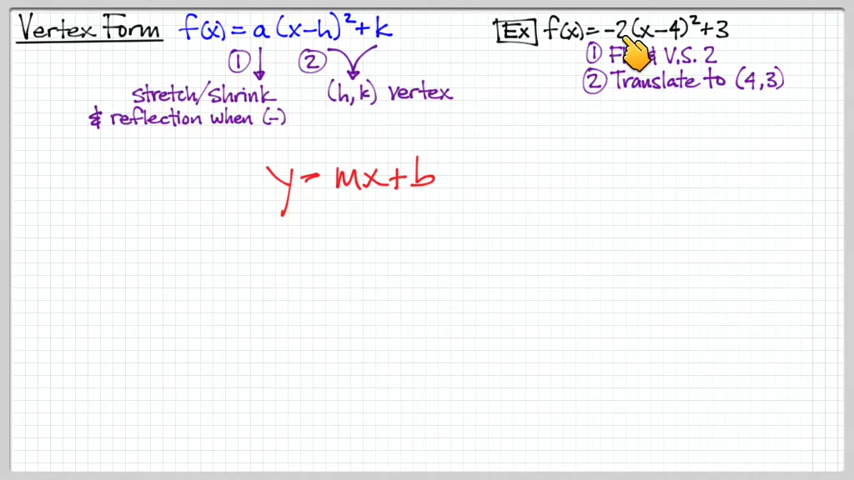 Vertex Form f(x) = a(x-h)² + k
① ②
stretch/shrink (h,k) vertex
& reflection when (-)
Ex f(x) = -2(x-4)² + 3
① & V.S. 2
② Translate to (4,3)
y = mx + b